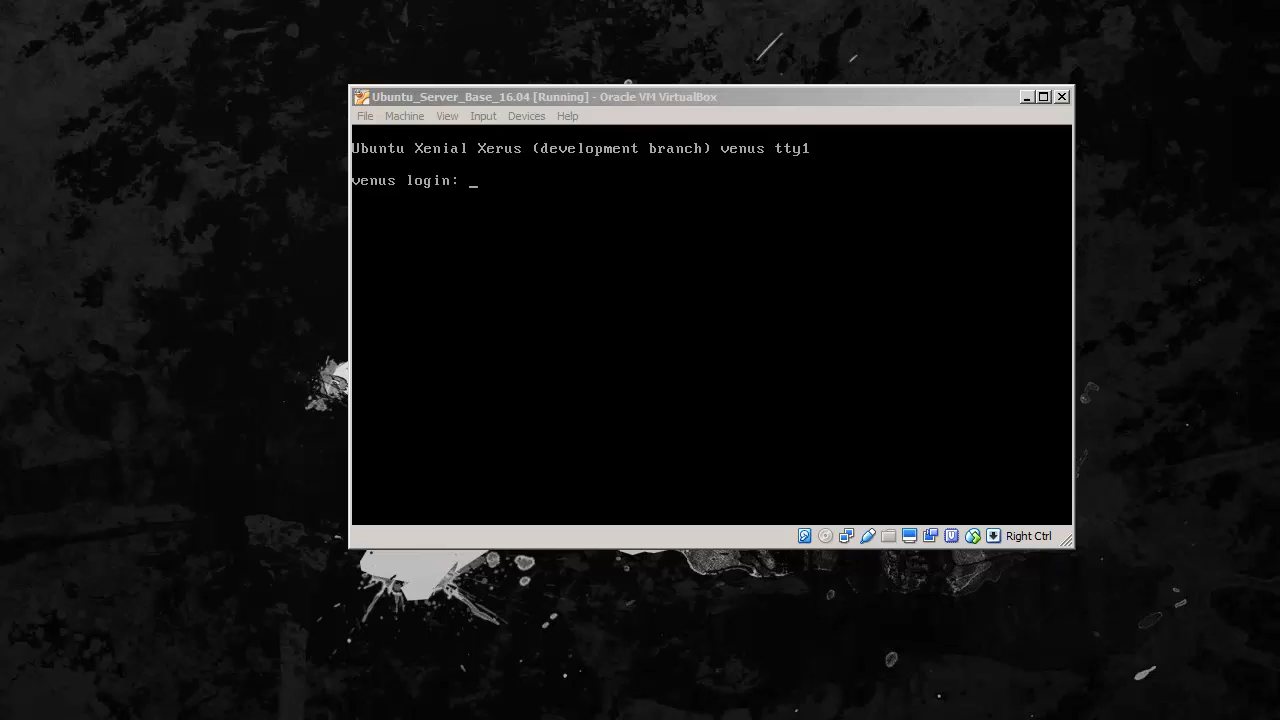 Ubuntu_Server_Base_16.04 [Running] - Oracle VM VirtualBox
File Machine View Input Devices Help
Ubuntu Xenial Xerus (development branch) venus tty1
venus login: _
Right Ctrl